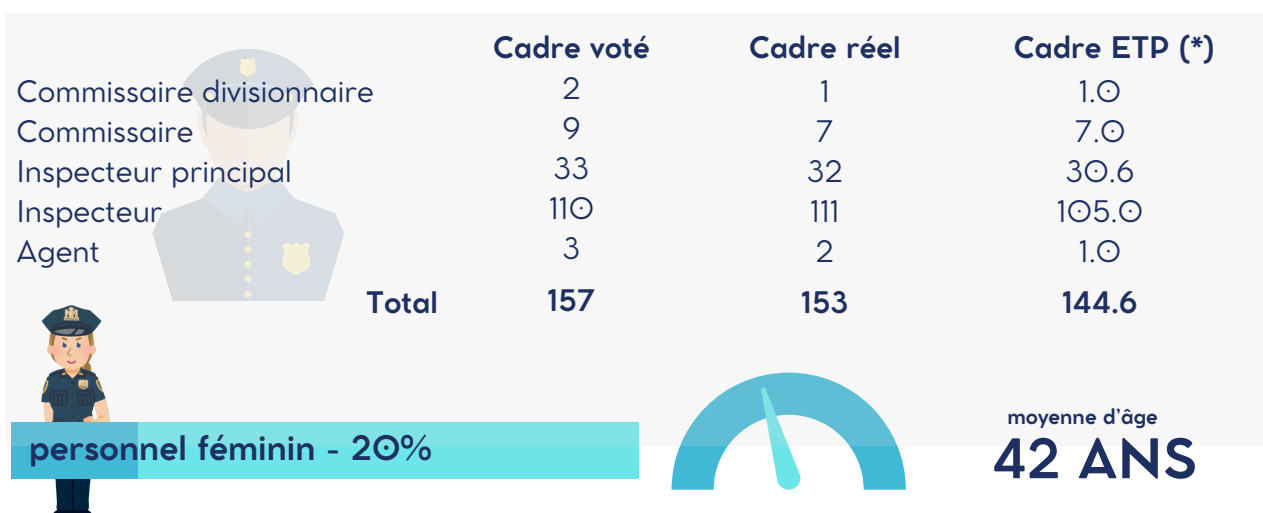 Cadre voté Cadre réel Cadre ETP (*)
Commissaire divisionnaire 2 1 1.0
Commissaire 9 7 7.0
Inspecteur principal 33 32 30.6
Inspecteur 110 111 105.0
Agent 3 2 1.0
Total 157 153 144.6
personnel féminin - 20%
moyenne d'âge
42 ANS